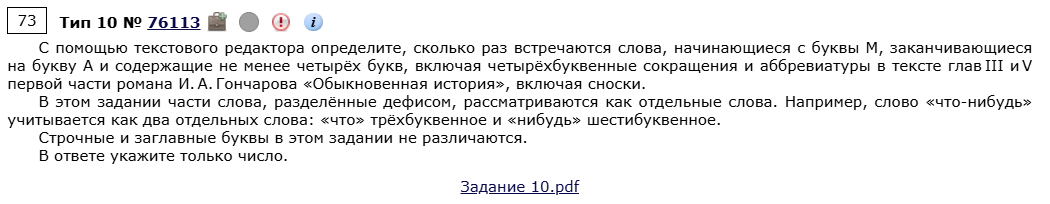 73 Тип 10 № 76113
С помощью текстового редактора определите, сколько раз встречаются слова, начинающиеся с буквы М, заканчивающиеся
на букву А и содержащие не менее четырёх букв, включая четырёхбуквенные сокращения и аббревиатуры в тексте глав III и V
первой части романа И. А. Гончарова «Обыкновенная история», включая сноски.
В этом задании части слова, разделённые дефисом, рассматриваются как отдельные слова. Например, слово «что-нибудь»
учитывается как два отдельных слова: «что» трёхбуквенное и «нибудь» шестибуквенное.
Строчные и заглавные буквы в этом задании не различаются.
В ответе укажите только число.
Задание 10.pdf